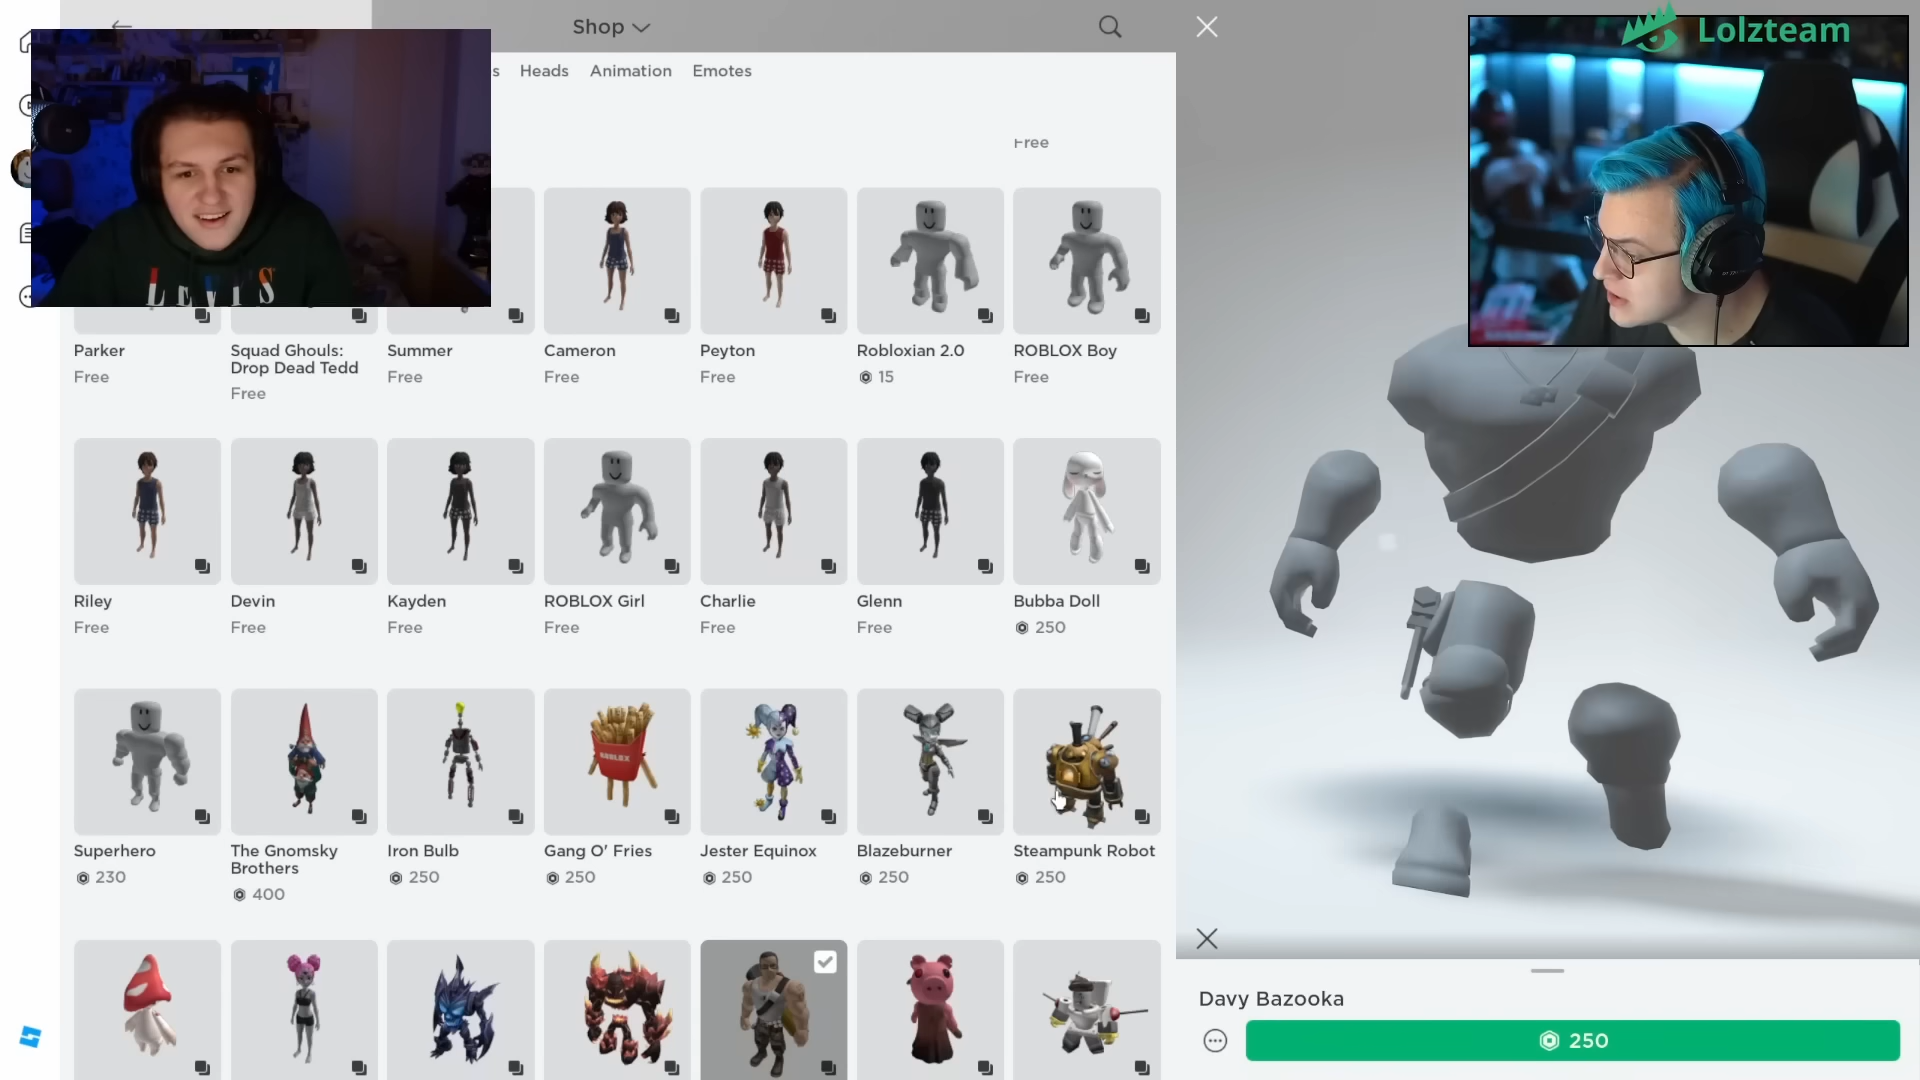 Shop
Lolzteam
s Heads Animation Emotes
Free
LEVI'S
Parker
Free
Squad Ghouls:
Drop Dead Tedd
Free
Summer
Free
Cameron
Free
Peyton
Free
Robloxian 2.0
15
ROBLOX Boy
Free
Riley
Free
Devin
Free
Kayden
Free
ROBLOX Girl
Free
Charlie
Free
Glenn
Free
Bubba Doll
250
ROBLOX
Superhero
230
The Gnomsky
Brothers
400
Iron Bulb
250
Gang O' Fries
250
Jester Equinox
250
Blazeburner
250
Steampunk Robot
250
Davy Bazooka
250